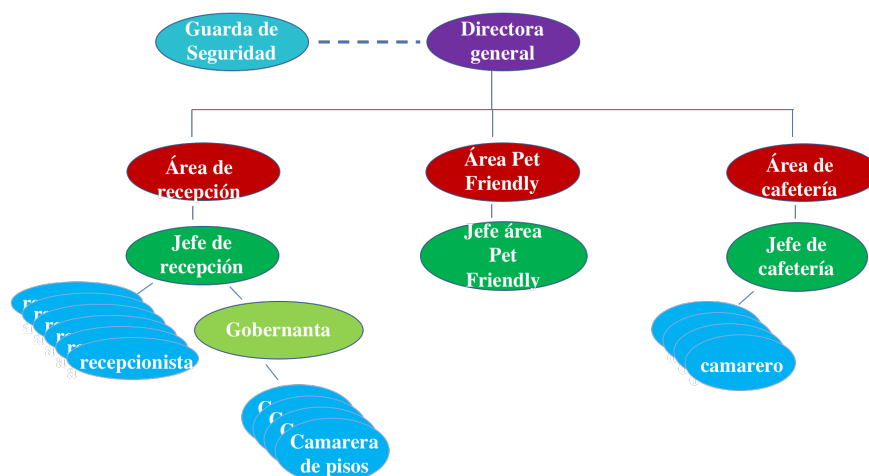 Guarda de
Seguridad
Directora
general
Área de
recepción
Área Pet
Friendly
Área de
cafetería
Jefe de
recepción
Jefe área
Pet
Friendly
Jefe de
cafetería
Gobernanta
recepcionista
camarero
Camarera
de pisos